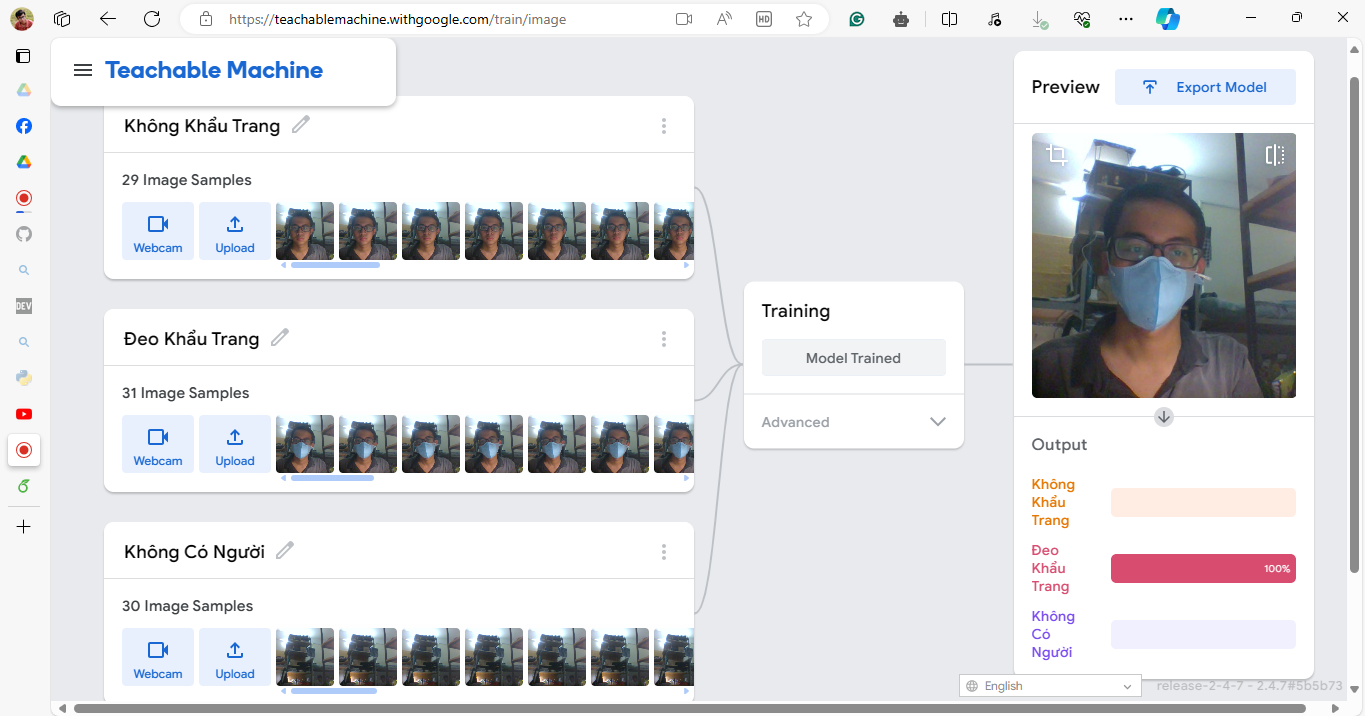 https://teachablemachine.withgoogle.com/train/image
HD
DEV
Teachable Machine
Không Khẩu Trang
29 Image Samples
Webcam
Upload
Đeo Khẩu Trang
31 Image Samples
Webcam
Upload
Không Có Người
30 Image Samples
Webcam
Upload
Training
Model Trained
Advanced
Preview
Export Model
Output
Không
Khẩu
Trang
Đeo
Khẩu
Trang
100%
Không
Có
Người
English
release-2-4-7 - 2.4.7#5b5b73